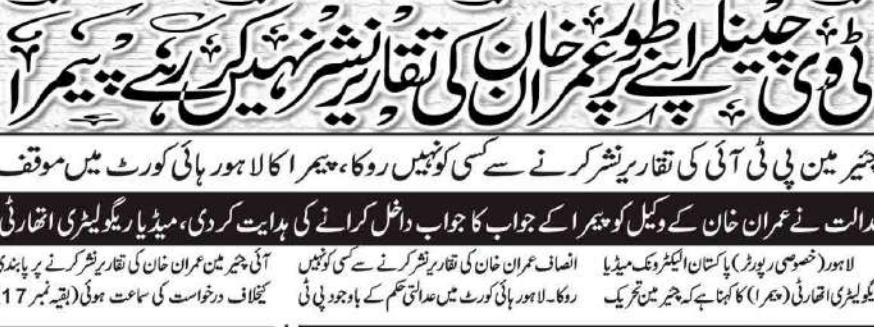 ٹی وی چینلز اپنے طور پر عمران خان کی تقاریر نشر نہیں کر رہے، پیمرا
چیئرمین پی ٹی آئی کی تقاریر نشر کرنے سے کسی کو نہیں روکا، پیمرا کا لاہور ہائی کورٹ میں موقف
عدالت نے عمران خان کے وکیل کو پیمرا کے جواب کا جواب داخل کرانے کی ہدایت کر دی، میڈیا ریگولیٹری اتھارٹی
لاہور (خصوصی رپورٹر) پاکستان الیکٹرونک میڈیا
ریگولیٹری اتھارٹی (پیمرا) کا کہنا ہے کہ چیئرمین تحریک
انصاف عمران خان کی تقاریر نشر کرنے سے کسی کو نہیں
روکا۔ لاہور ہائی کورٹ میں عدالتی حکم کے باوجود پی ٹی
آئی چیئرمین عمران خان کی تقاریر نشر کرنے پر پابندی
کیخلاف درخواست کی سماعت ہوئی (بقیہ نمبر 17